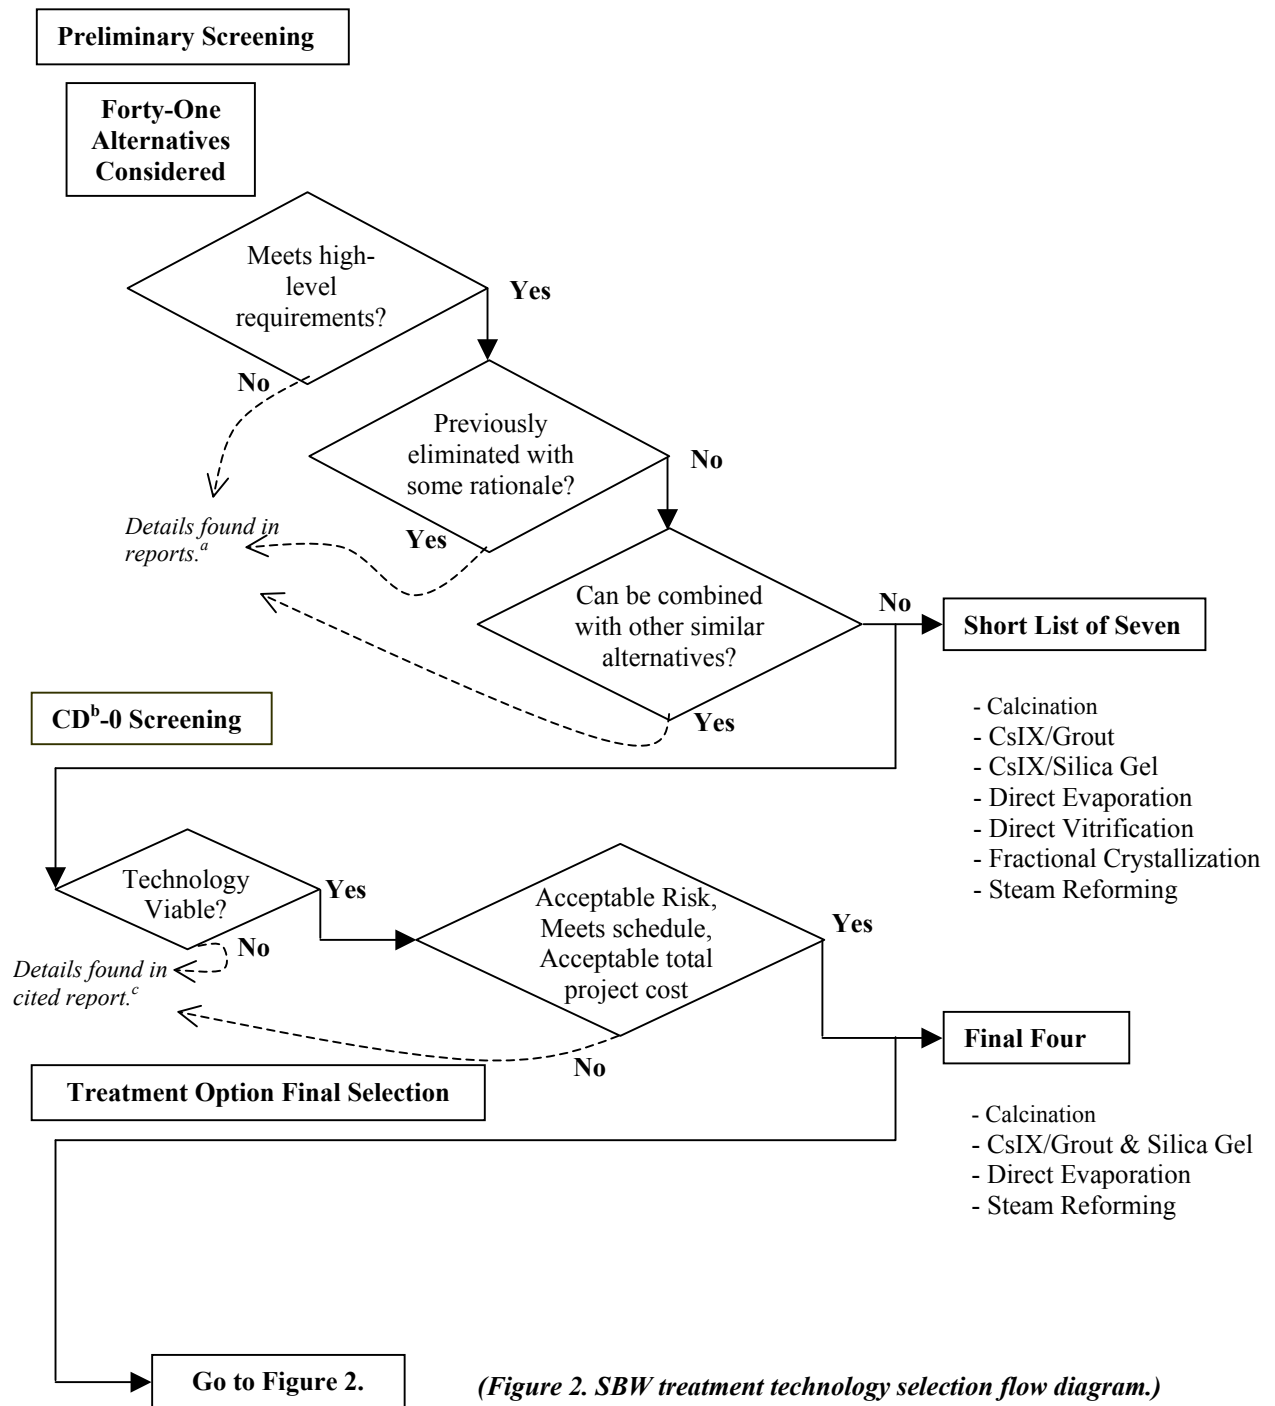 Preliminary Screening
Forty-One
Alternatives
Considered
Meets high-
level
requirements?
Yes
No
Previously
eliminated with
some rationale?
No
Yes
Details found in
reports.a
Can be combined
with other similar
alternatives?
No
Yes
Short List of Seven
- Calcination
- CsIX/Grout
- CsIX/Silica Gel
- Direct Evaporation
- Direct Vitrification
- Fractional Crystallization
- Steam Reforming
CDb-0 Screening
Technology
Viable?
Yes
No
Details found in
cited report.c
Acceptable Risk,
Meets schedule,
Acceptable total
project cost
Yes
No
Final Four
- Calcination
- CsIX/Grout & Silica Gel
- Direct Evaporation
- Steam Reforming
Treatment Option Final Selection
Go to Figure 2.
(Figure 2. SBW treatment technology selection flow diagram.)